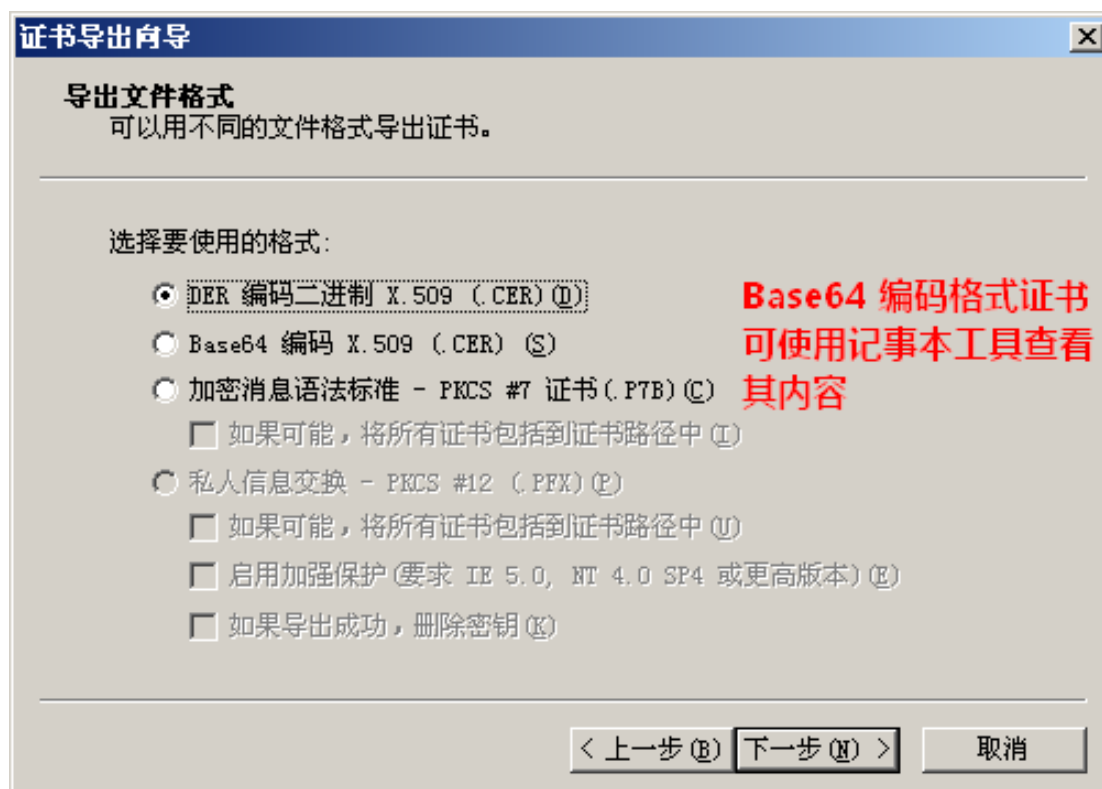 证书导出向导
导出文件格式
可以用不同的文件格式导出证书。
选择要使用的格式:
DER 编码二进制 X.509 (.CER)(D)
Base64 编码 X.509 (.CER) (S)
加密消息语法标准 - PKCS #7 证书(.P7B)(C)
如果可能，将所有证书包括到证书路径中(I)
私人信息交换 - PKCS #12 (.PFX)(P)
如果可能，将所有证书包括到证书路径中(U)
启用加强保护(要求 IE 5.0, NT 4.0 SP4 或更高版本)(E)
如果导出成功，删除密钥(K)
Base64 编码格式证书
可使用记事本工具查看
其内容
< 上一步(B)
下一步(N) >
取消